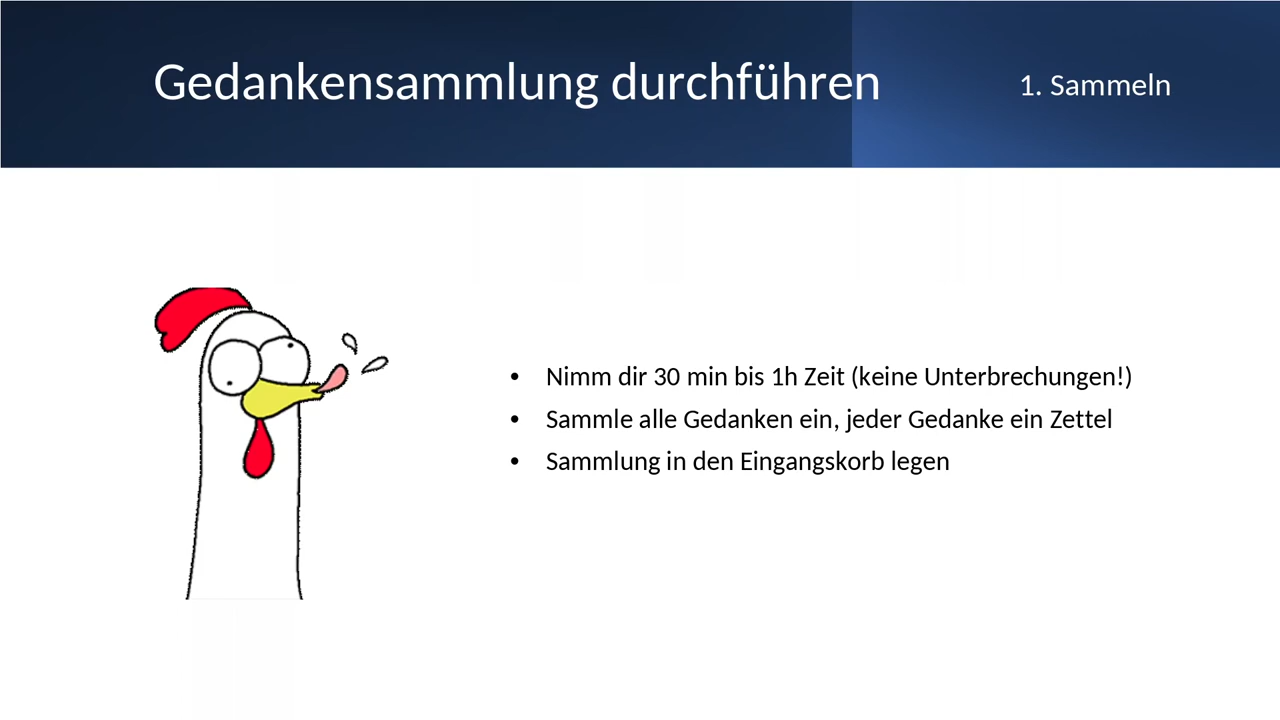 Gedankensammlung durchführen
1. Sammeln
• Nimm dir 30 min bis 1h Zeit (keine Unterbrechungen!)
• Sammle alle Gedanken ein, jeder Gedanke ein Zettel
• Sammlung in den Eingangskorb legen